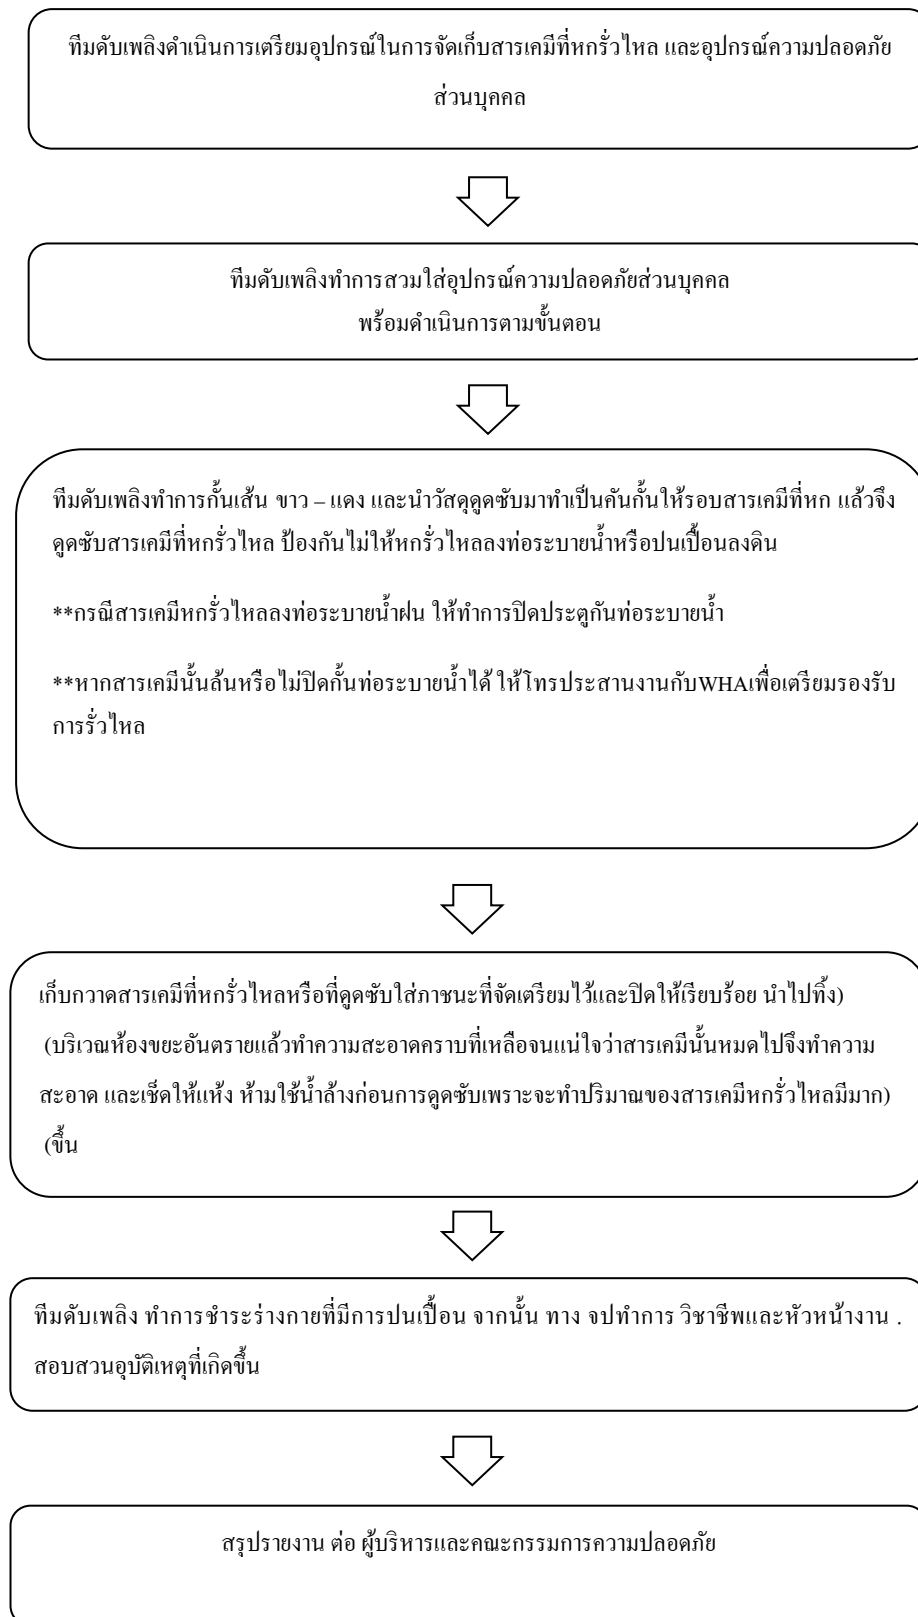 ทีมดับเพลิงดำเนินการเตรียมอุปกรณ์ในการจัดเก็บสารเคมีที่หกรั่วไหล และอุปกรณ์ความปลอดภัย
ส่วนบุคคล
ทีมดับเพลิงทำการสวมใส่อุปกรณ์ความปลอดภัยส่วนบุคคล
พร้อมดำเนินการตามขั้นตอน
ทีมดับเพลิงทำการกั้นเส้น ขาว – แดง และนำวัสดุดูดซับมาทำเป็นคันกั้นให้รอบสารเคมีที่หก แล้วจึง
ดูดซับสารเคมีที่หกรั่วไหล ป้องกันไม่ให้หกรั่วไหลลงท่อระบายน้ำหรือปนเปื้อนลงดิน
**กรณีสารเคมีหกรั่วไหลลงท่อระบายน้ำฝน ให้ทำการปิดประตูกันท่อระบายน้ำ
**หากสารเคมีนั้นล้นหรือไม่ปิดกั้นท่อระบายน้ำได้ ให้โทรประสานงานกับWHAเพื่อเตรียมรองรับ
การรั่วไหล
เก็บกวาดสารเคมีที่หกรั่วไหลหรือที่ดูดซับใส่ภาชนะที่จัดเตรียมไว้และปิดให้เรียบร้อย นำไปทิ้ง)
(บริเวณห้องขยะอันตรายแล้วทำความสะอาดคราบที่เหลือจนแน่ใจว่าสารเคมีนั้นหมดไปจึงทำความ
สะอาด และเช็ดให้แห้ง ห้ามใช้น้ำล้างก่อนการดูดซับเพราะจะทำปริมาณของสารเคมีหกรั่วไหลมีมาก)
(ขึ้น
ทีมดับเพลิง ทำการชำระร่างกายที่มีการปนเปื้อน จากนั้น ทาง จปทำการ วิชาชีพและหัวหน้างาน .
สอบสวนอุบัติเหตุที่เกิดขึ้น
สรุปรายงาน ต่อ ผู้บริหารและคณะกรรมการความปลอดภัย